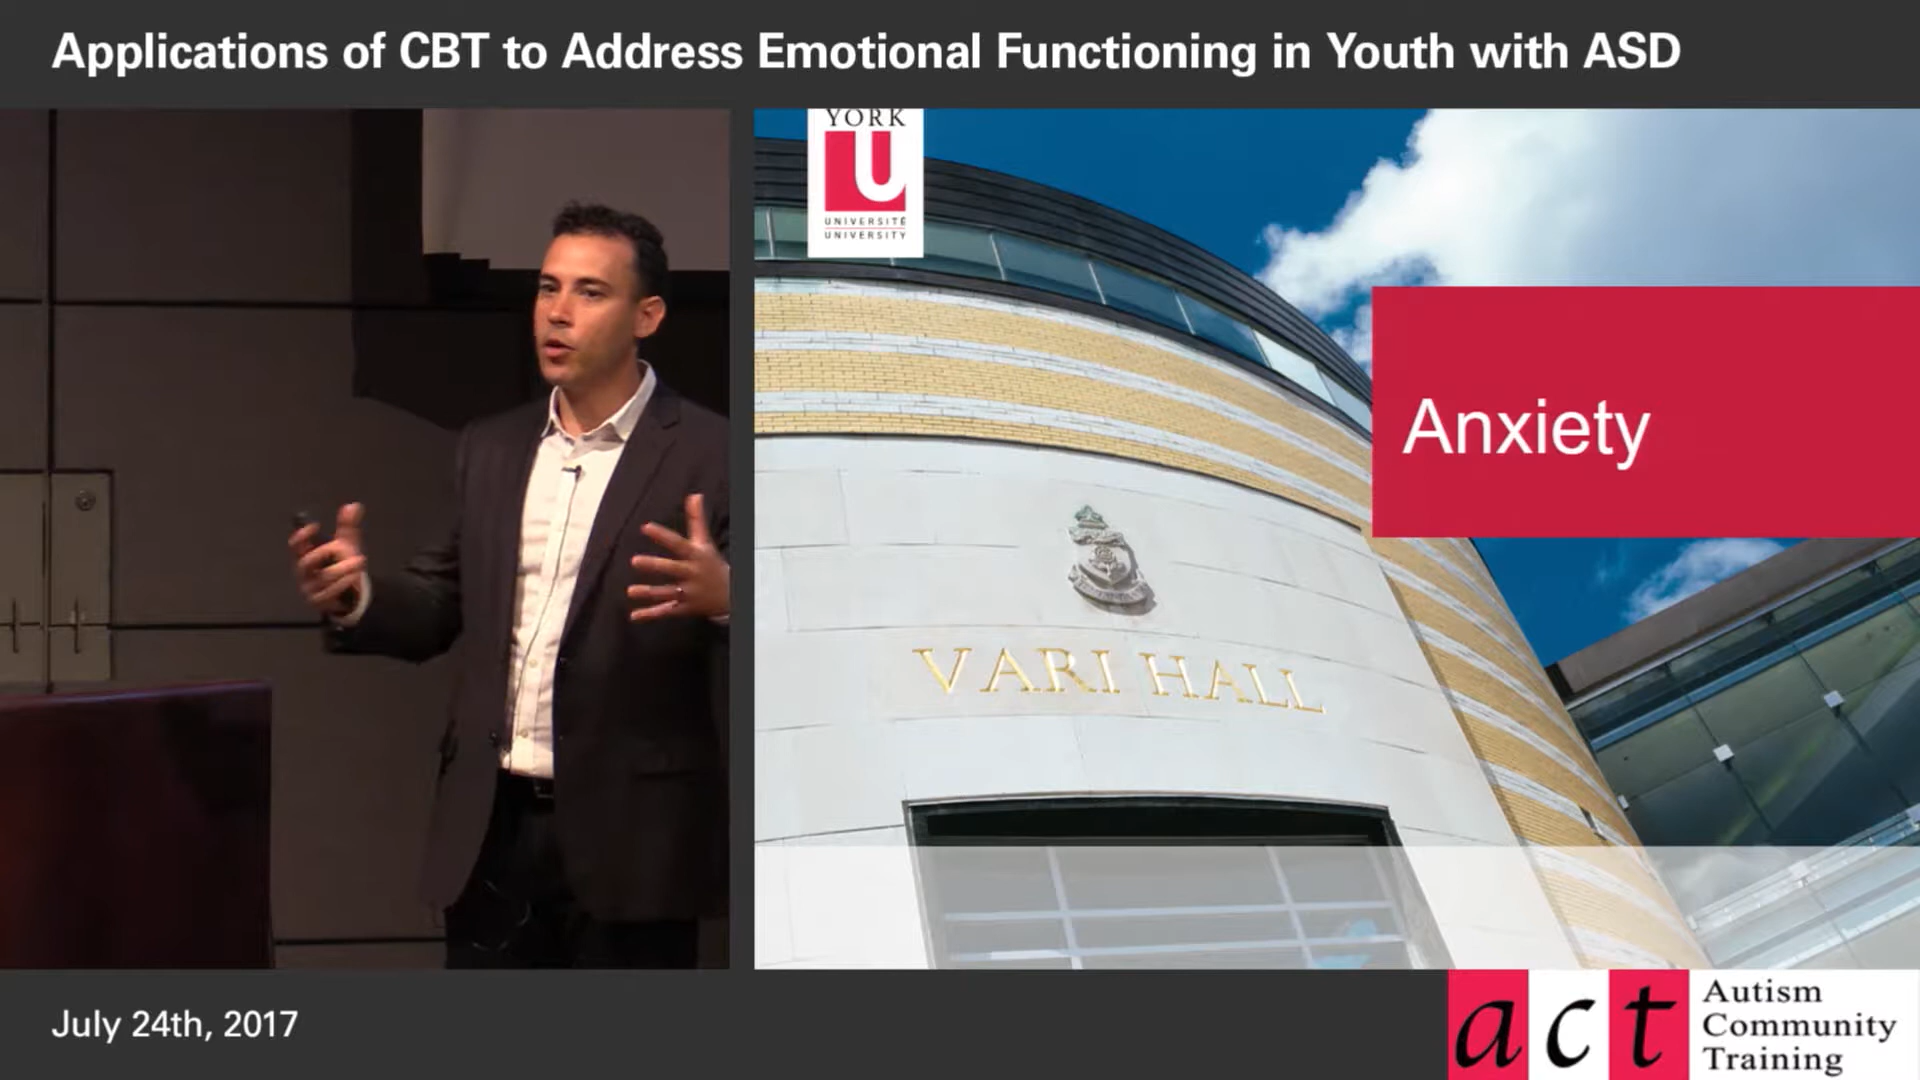 Applications of CBT to Address Emotional Functioning in Youth with ASD
YORK
U
UNIVERSITÉ
UNIVERSITY
Anxiety
VARI HALL
July 24th, 2017
act
Autism
Community
Training